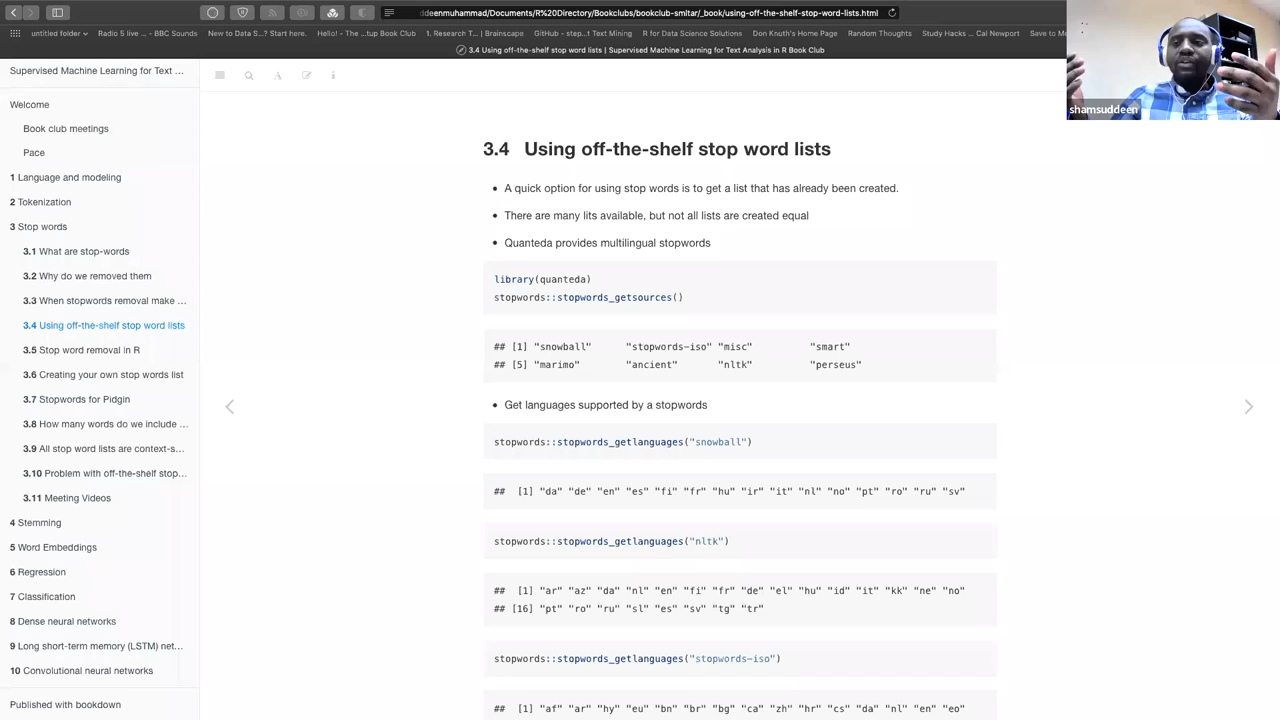 ddeenmuhammad/Documents/R%20Directory/Bookclubs/bookclub-smltar/_book/using-off-the-shelf-stop-word-lists.html
untitled folder
Radio 5 live ... – BBC Sounds
New to Data S...? Start here.
Hello! - The ...tup Book Club
1. Research T... | Brainscape
GitHub - step... Text Mining
R for Data Science Solutions
Don Knuth's Home Page
Random Thoughts
Study Hacks ... Cal Newport
Save to Me
3.4 Using off-the-shelf stop word lists | Supervised Machine Learning for Text Analysis in R Book Club
shamsuddeen
Supervised Machine Learning for Text ...
Welcome
Book club meetings
Pace
1 Language and modeling
2 Tokenization
3 Stop words
3.1 What are stop-words
3.2 Why do we removed them
3.3 When stopwords removal make ...
3.4 Using off-the-shelf stop word lists
3.5 Stop word removal in R
3.6 Creating your own stop words list
3.7 Stopwords for Pidgin
3.8 How many words do we include ...
3.9 All stop word lists are context-s...
3.10 Problem with off-the-shelf stop...
3.11 Meeting Videos
4 Stemming
5 Word Embeddings
6 Regression
7 Classification
8 Dense neural networks
9 Long short-term memory (LSTM) net...
10 Convolutional neural networks
Published with bookdown
3.4 Using off-the-shelf stop word lists
• A quick option for using stop words is to get a list that has already been created.
• There are many lits available, but not all lists are created equal
• Quanteda provides multilingual stopwords
library(quanteda)
stopwords::stopwords_getsources()
## [1] "snowball" "stopwords-iso" "misc" "smart"
## [5] "marimo" "ancient" "nltk" "perseus"
• Get languages supported by a stopwords
stopwords::stopwords_getlanguages("snowball")
## [1] "da" "de" "en" "es" "fi" "fr" "hu" "ir" "it" "nl" "no" "pt" "ro" "ru" "sv"
stopwords::stopwords_getlanguages("nltk")
## [1] "ar" "az" "da" "nl" "en" "fi" "fr" "de" "el" "hu" "id" "it" "kk" "ne" "no"
## [16] "pt" "ro" "ru" "sl" "es" "sv" "tg" "tr"
stopwords::stopwords_getlanguages("stopwords-iso")
## [1] "af" "ar" "hy" "eu" "bn" "br" "bg" "ca" "zh" "hr" "cs" "da" "nl" "en" "eo"